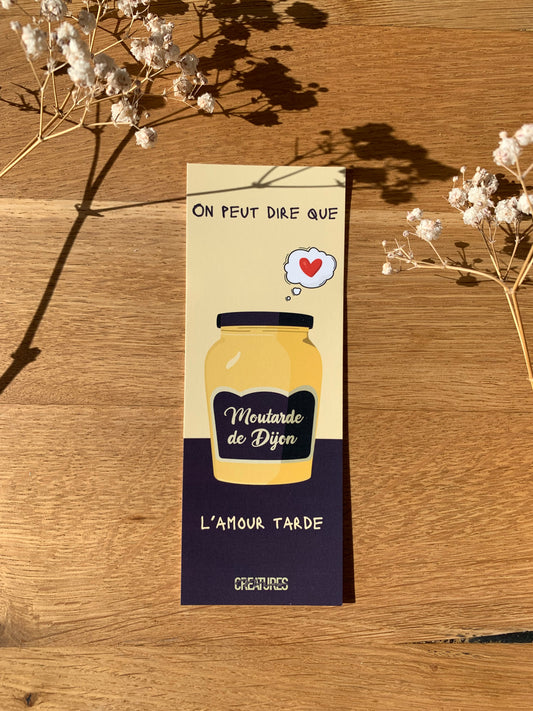 ON PEUT DIRE QUE
Moutarde
de Dijon
L'AMOUR TARDE
CREATURES